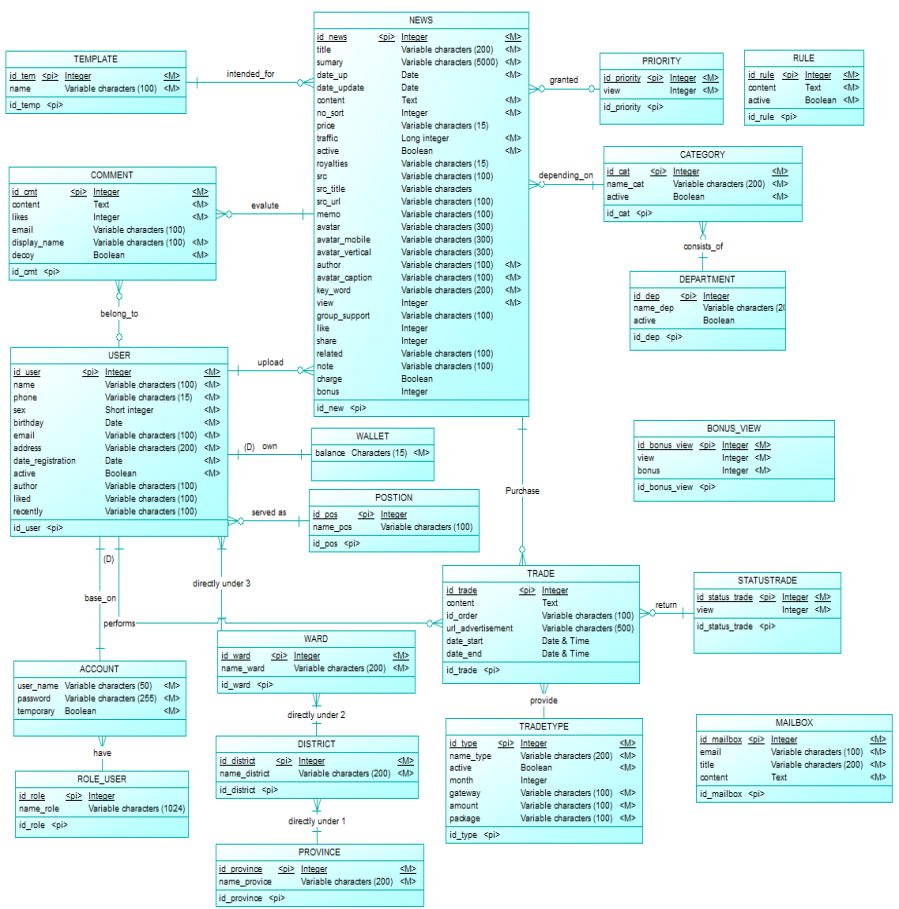 NEWS
id_news <pi> Integer <M>
title Variable characters (200) <M>
sumary Variable characters (5000) <M>
date_up Date <M>
date_update Date
content Text <M>
no_sort Integer <M>
price Variable characters (15)
traffic Long integer <M>
active Boolean <M>
royalties Variable characters (15)
src Variable characters (100)
src_title Variable characters
src_url Variable characters (100)
memo Variable characters (100)
avatar Variable characters (300)
avatar_mobile Variable characters (300)
avatar_vertical Variable characters (300)
author Variable characters (100) <M>
avatar_caption Variable characters (100) <M>
key_word Variable characters (200) <M>
view Integer <M>
group_support Variable characters (100)
like Integer
share Integer
related Variable characters (100)
note Variable characters (100)
charge Boolean
bonus Integer
id_new <pi>
TEMPLATE
id_tem <pi> Integer <M>
name Variable characters (100) <M>
id_temp <pi>
intended_for
granted
PRIORITY
id_priority <pi> Integer <M>
view Integer <M>
id_priority <pi>
RULE
id_rule <pi> Integer <M>
content Text <M>
active Boolean <M>
id_rule <pi>
COMMENT
id_cmt <pi> Integer <M>
content Text <M>
likes Integer <M>
email Variable characters (100)
display_name Variable characters (100) <M>
decoy Boolean <M>
id_cmt <pi>
evalute
depending_on
CATEGORY
id_cat <pi> Integer <M>
name_cat Variable characters (200) <M>
active Boolean <M>
id_cat <pi>
consists_of
DEPARTMENT
id_dep <pi> Integer
name_dep Variable characters (20
active Boolean
id_dep <pi>
belong_to
USER
id_user <pi> Integer <M>
name Variable characters (100) <M>
phone Variable characters (15) <M>
sex Short integer <M>
birthday Date <M>
email Variable characters (100) <M>
address Variable characters (200) <M>
date_registration Date <M>
active Boolean <M>
author Variable characters (100)
liked Variable characters (100)
recently Variable characters (100)
id_user <pi>
upload
(D) own
WALLET
balance Characters (15) <M>
served as
POSTION
id_pos <pi> Integer
name_pos Variable characters (100)
id_pos <pi>
BONUS_VIEW
id_bonus_view <pi> Integer <M>
view Integer <M>
bonus Integer <M>
id_bonus_view <pi>
Purchase
(D)
base_on
directly under 3
performs
TRADE
id_trade <pi> Integer
content Text
id_order Variable characters (100)
url_advertisement Variable characters (500)
date_start Date & Time
date_end Date & Time
id_trade <pi>
return
STATUSTRADE
id_status_trade <pi> Integer <M>
view Integer <M>
id_status_trade <pi>
WARD
id_ward <pi> Integer <M>
name_ward Variable characters (200) <M>
id_ward <pi>
ACCOUNT
user_name Variable characters (50) <M>
password Variable characters (255) <M>
temporary Boolean <M>
have
ROLE_USER
id_role <pi> Integer
name_role Variable characters (1024)
id_role <pi>
directly under 2
DISTRICT
id_district <pi> Integer <M>
name_district Variable characters (200) <M>
id_district <pi>
directly under 1
PROVINCE
id_province <pi> Integer <M>
name_provice Variable characters (200) <M>
id_province <pi>
provide
TRADETYPE
id_type <pi> Integer <M>
name_type Variable characters (200) <M>
active Boolean <M>
month Integer
gateway Variable characters (100) <M>
amount Variable characters (100) <M>
package Variable characters (100) <M>
id_type <pi>
MAILBOX
id_mailbox <pi> Integer <M>
email Variable characters (100) <M>
title Variable characters (200) <M>
content Text <M>
id_mailbox <pi>